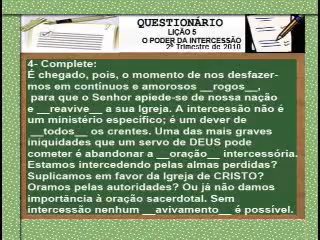 QUESTIONÁRIO
LIÇÃO 5
O PODER DA INTERCESSÃO
2º Trimestre de 2010
4- Complete:
É chegado, pois, o momento de nos desfazer-
mos em contínuos e amorosos __rogos__,
para que o Senhor apiede-se de nossa nação
e __reavive__ a sua Igreja. A intercessão não é
um ministério específico; é um dever de
__todos__ os crentes. Uma das mais graves
iniquidades que um servo de DEUS pode
cometer é abandonar a __oração__ intercessória.
Estamos intercedendo pelas almas perdidas?
Suplicamos em favor da Igreja de CRISTO?
Oramos pelas autoridades? Ou já não damos
importância à oração sacerdotal. Sem
intercessão nenhum __avivamento__ é possível.